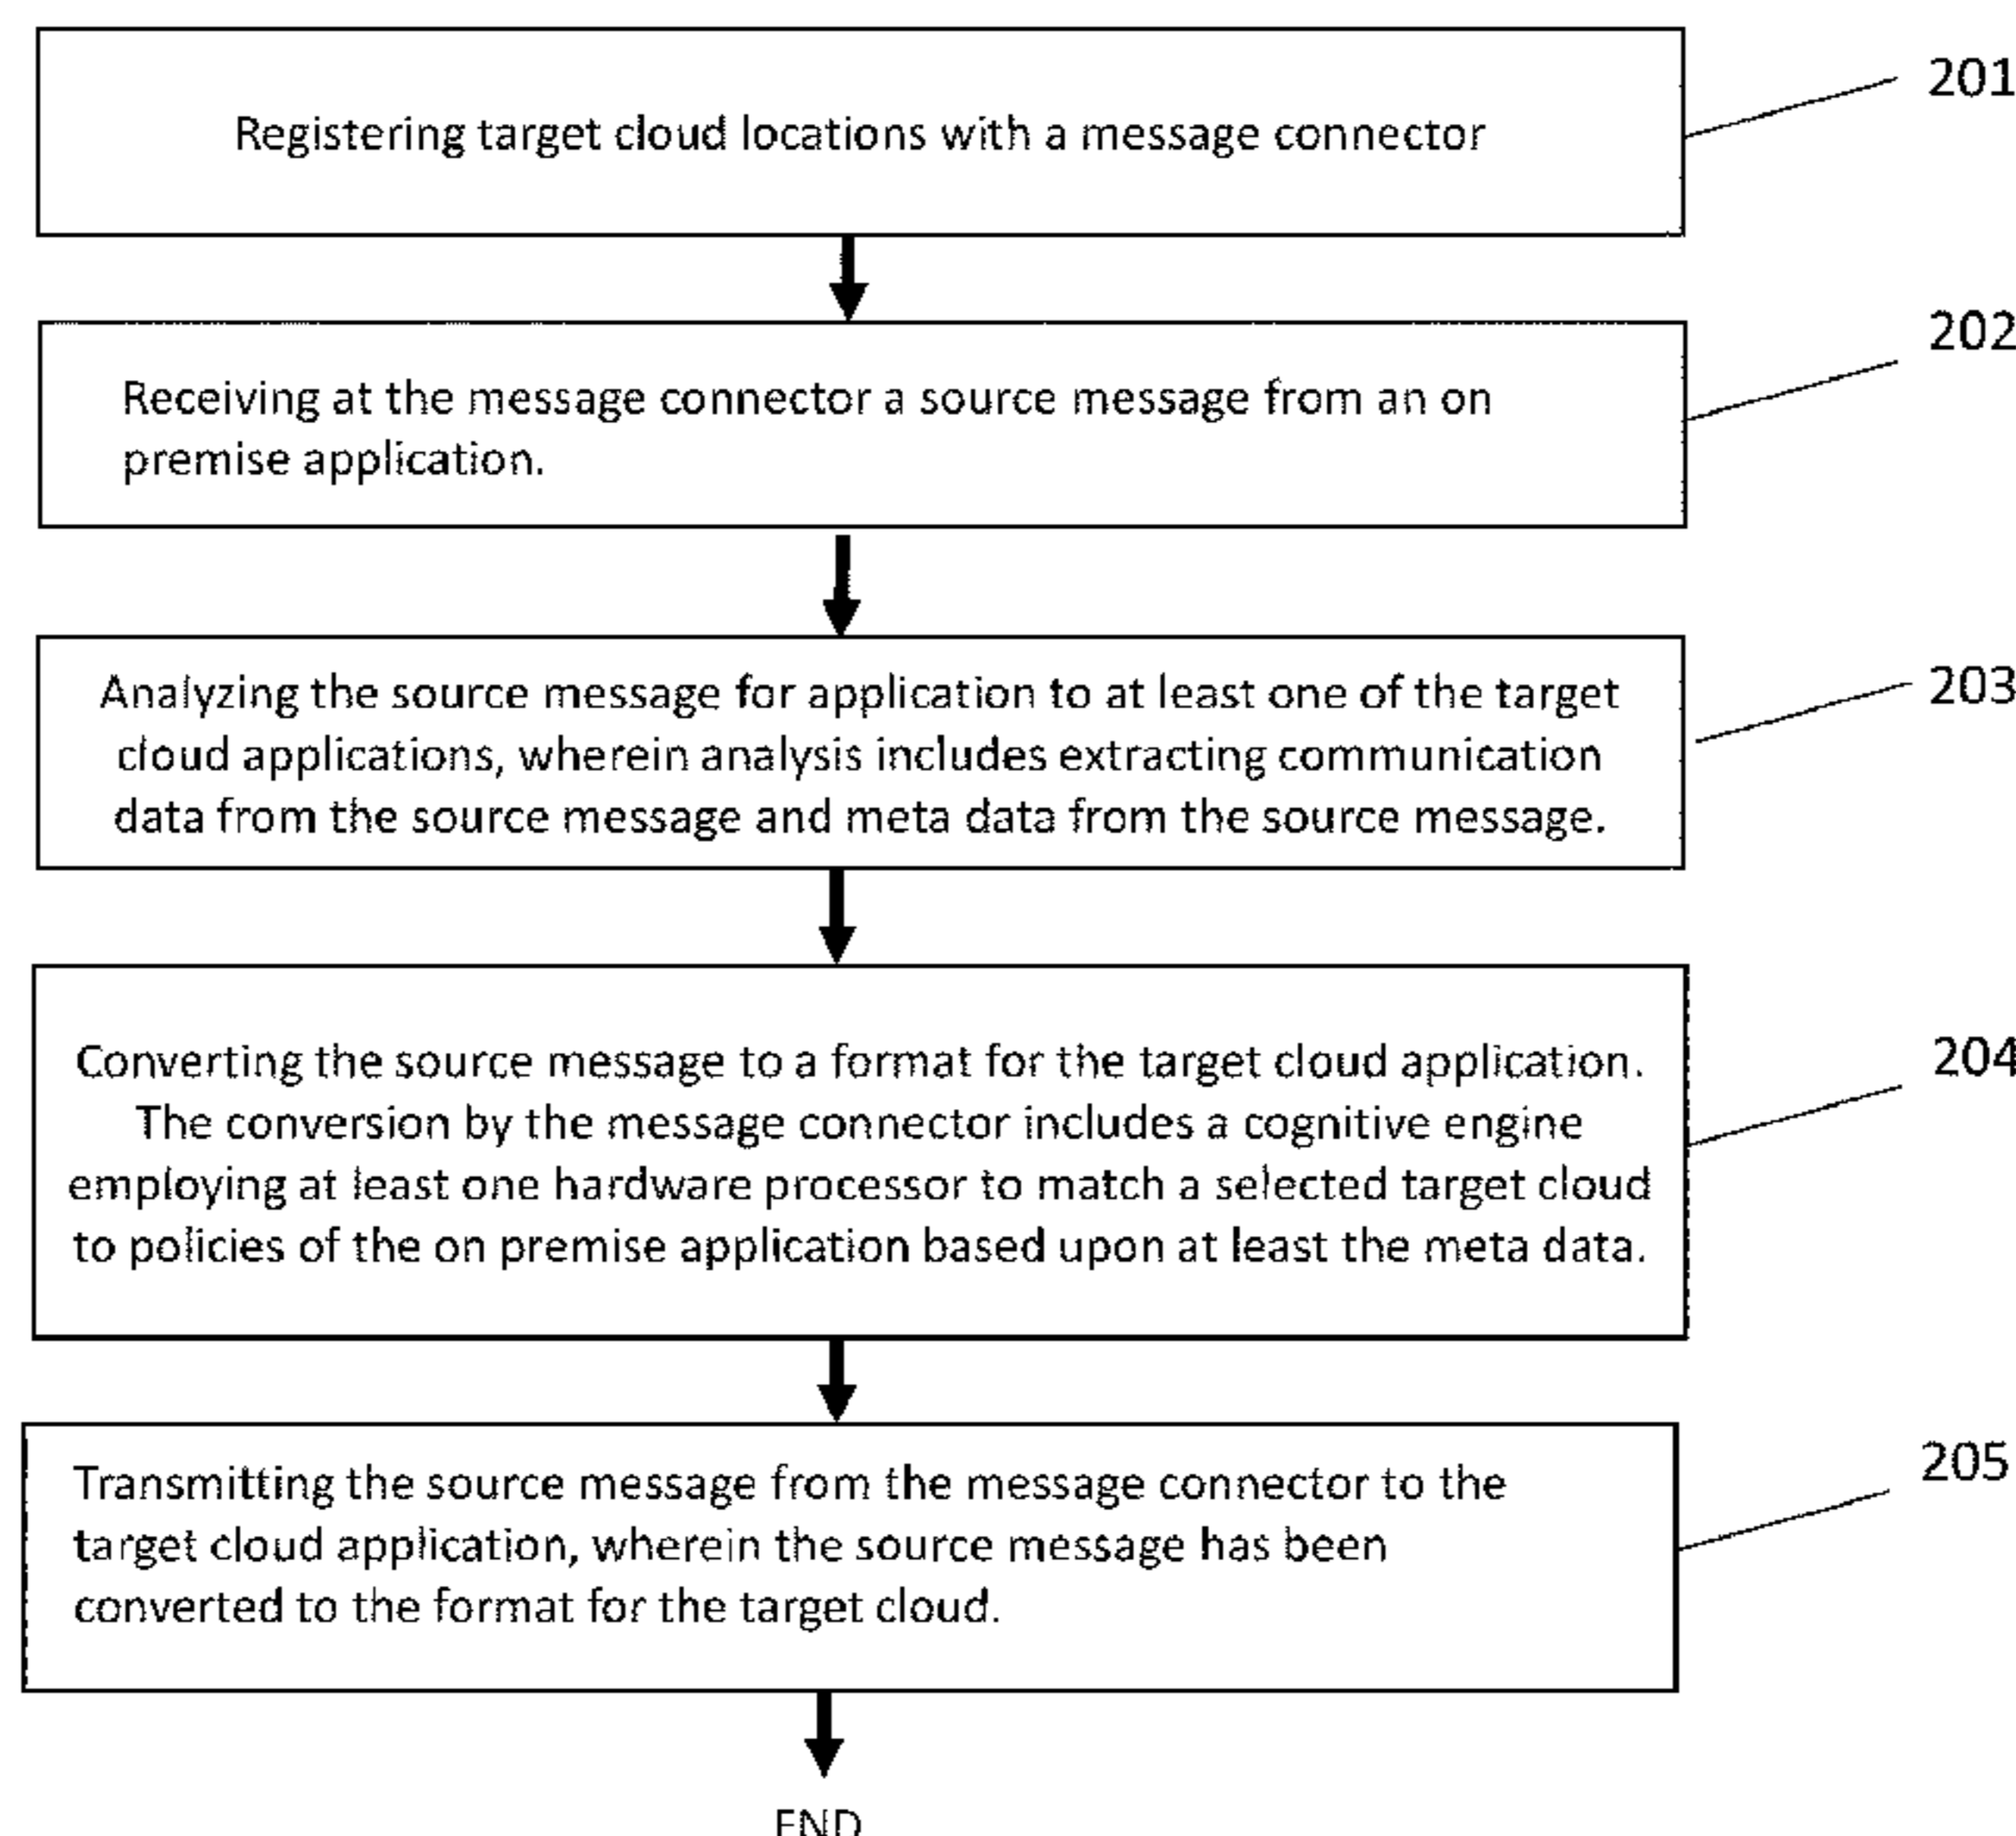 Registering target cloud locations with a message connector
201
Receiving at the message connector a source message from an on
premise application.
202
Analyzing the source message for application to at least one of the target
cloud applications, wherein analysis includes extracting communication
data from the source message and meta data from the source message.
203
Converting the source message to a format for the target cloud application.
The conversion by the message connector includes a cognitive engine
employing at least one hardware processor to match a selected target cloud
to policies of the on premise application based upon at least the meta data.
204
Transmitting the source message from the message connector to the
target cloud application, wherein the source message has been
converted to the format for the target cloud.
205
END